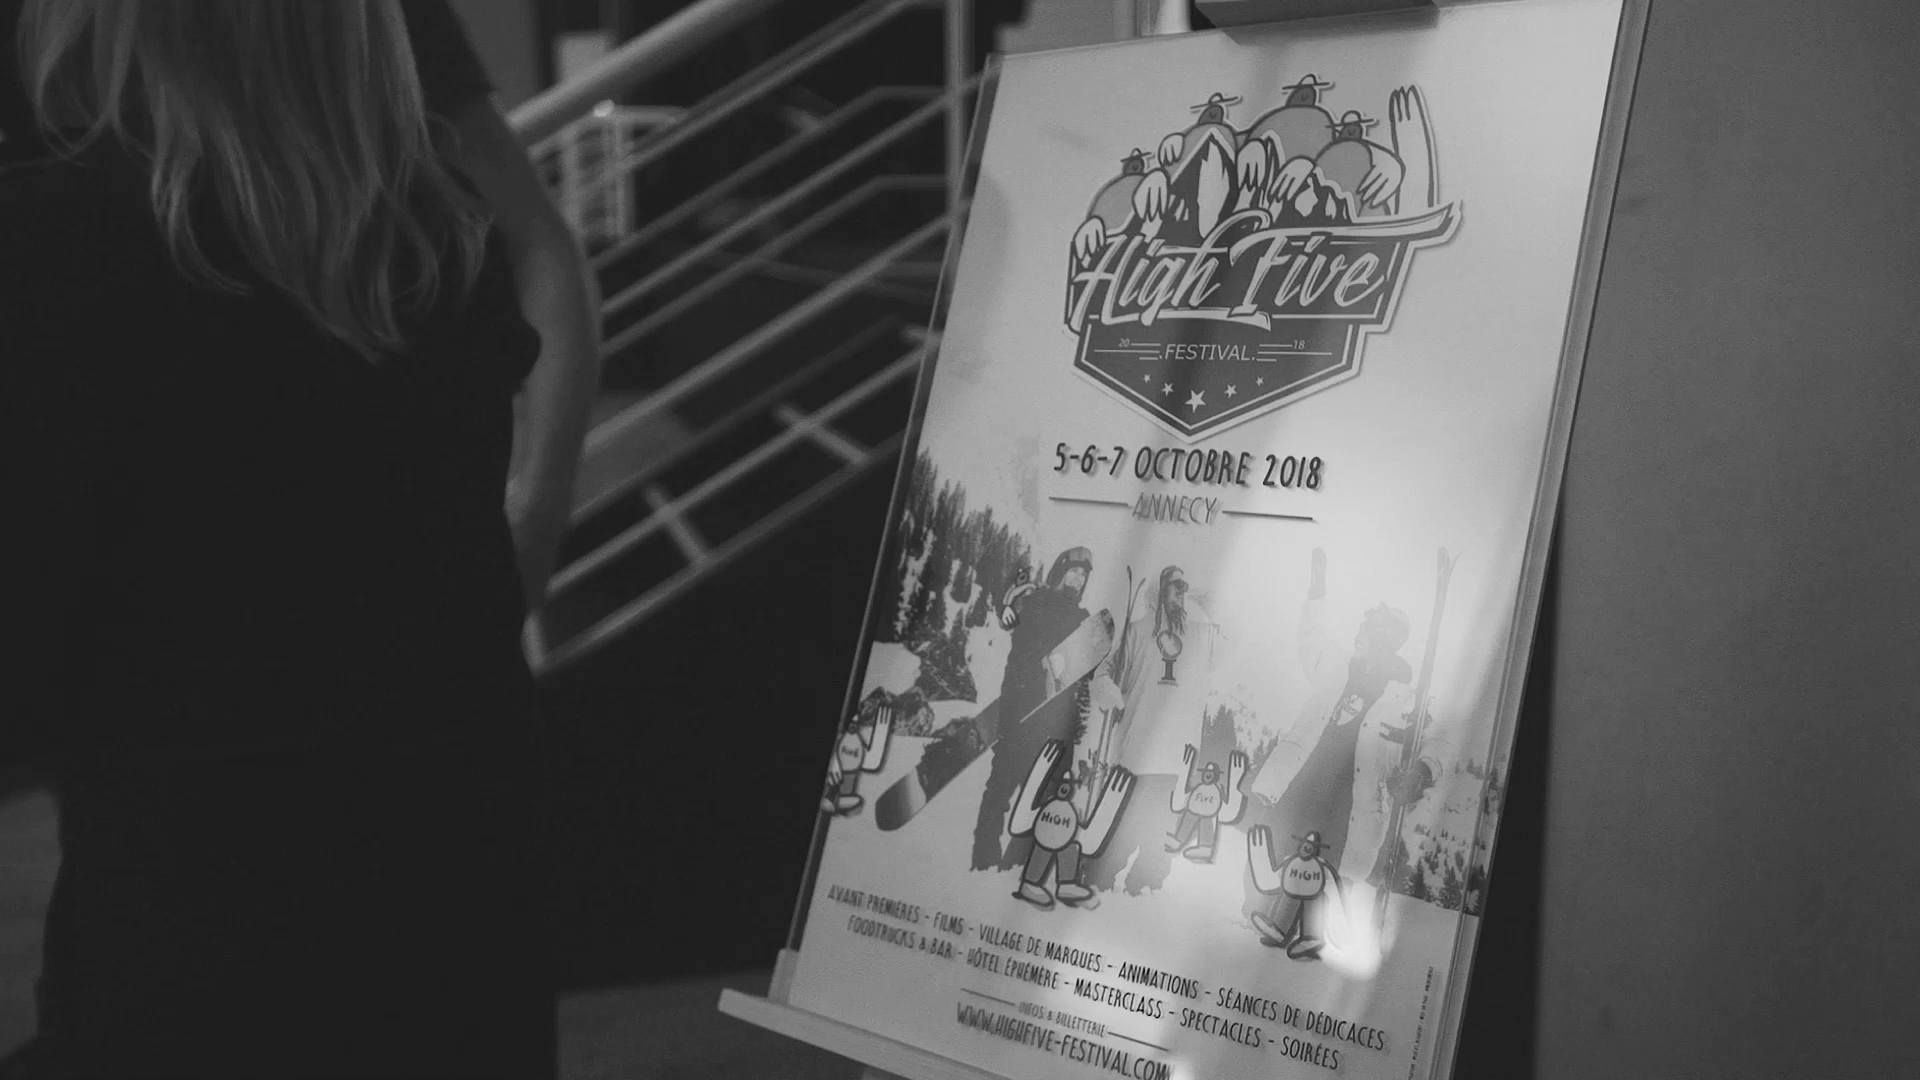 High Five
20 .FESTIVAL. 18
5-6-7 OCTOBRE 2018
ANNECY
FIVE
HIGH
FIVE
HIGH
AVANT PREMIÈRES - FILMS - VILLAGE DE MARQUES - ANIMATIONS - SÉANCES DE DÉDICACES
FOODTRUCKS & BAR - HÔTEL ÉPHÉMÈRE - MASTERCLASS - SPECTACLES - SOIRÉES
INFOS & BILLETTERIE
WWW.HIGHFIVE-FESTIVAL.COM